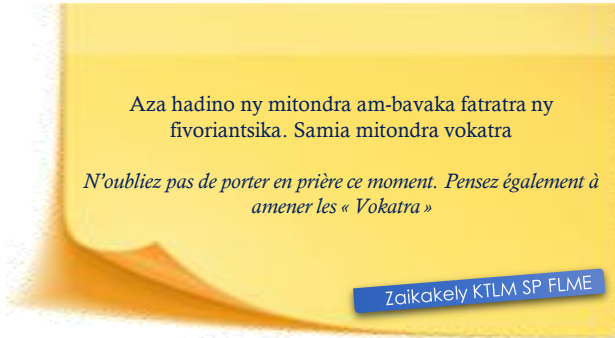 Aza hadino ny mitondra am-bavaka fatratra ny
fivoriantsika. Samia mitondra vokatra
N'oubliez pas de porter en prière ce moment. Pensez également à
amener les « Vokatra »
Zaikakely KTLM SP FLME